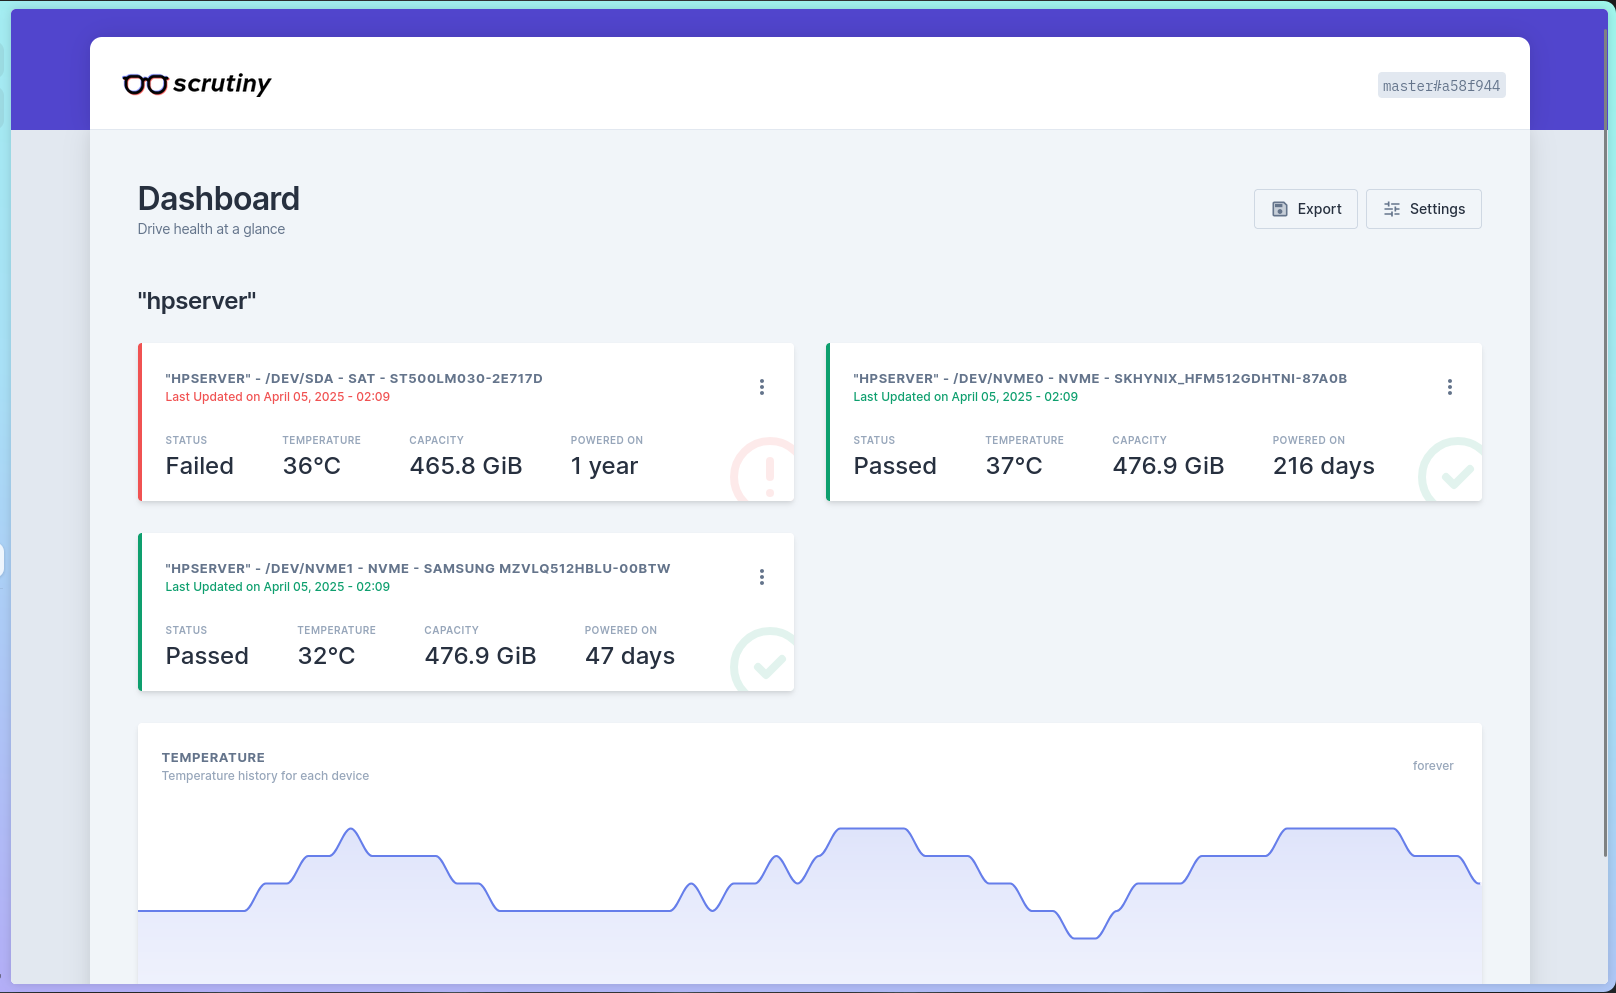 scrutiny
master#a58f944
Dashboard
Drive health at a glance
Export
Settings
"hpserver"
"HPSERVER" - /DEV/SDA - SAT - ST500LM030-2E717D
Last Updated on April 05, 2025 - 02:09
STATUS TEMPERATURE CAPACITY POWERED ON
Failed 36°C 465.8 GiB 1 year
"HPSERVER" - /DEV/NVME0 - NVME - SKHYNIX_HFM512GDHTNI-87A0B
Last Updated on April 05, 2025 - 02:09
STATUS TEMPERATURE CAPACITY POWERED ON
Passed 37°C 476.9 GiB 216 days
"HPSERVER" - /DEV/NVME1 - NVME - SAMSUNG MZVLQ512HBLU-00BTW
Last Updated on April 05, 2025 - 02:09
STATUS TEMPERATURE CAPACITY POWERED ON
Passed 32°C 476.9 GiB 47 days
TEMPERATURE
Temperature history for each device
forever